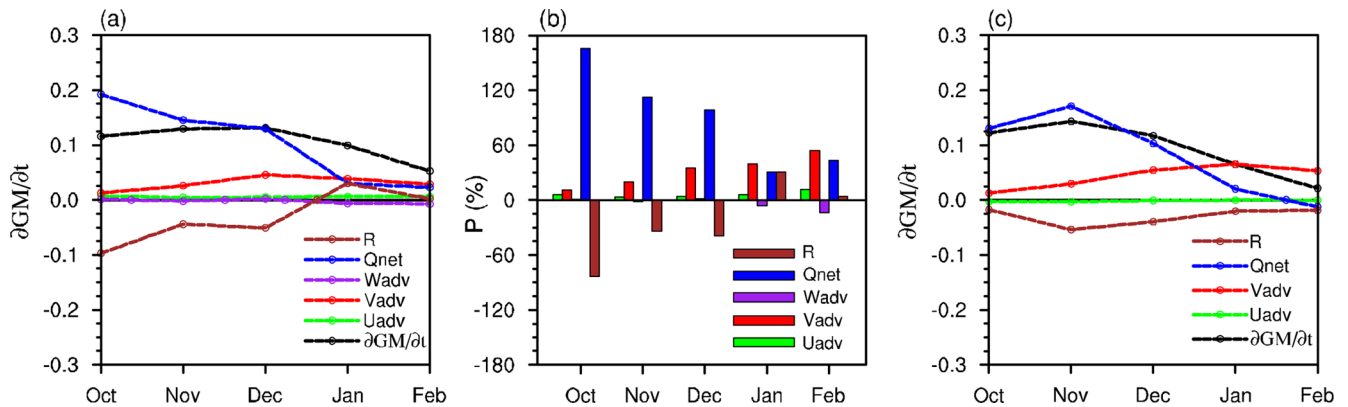 (a)
∂GM/∂t
0.3
0.2
0.1
0.0
-0.1
-0.2
-0.3
R
Qnet
Wadv
Vadv
Uadv
∂GM/∂t
Oct Nov Dec Jan Feb
(b)
P (%)
180
120
60
0
-60
-120
-180
R
Qnet
Wadv
Vadv
Uadv
Oct Nov Dec Jan Feb
(c)
∂GM/∂t
0.3
0.2
0.1
0.0
-0.1
-0.2
-0.3
R
Qnet
Vadv
Uadv
∂GM/∂t
Oct Nov Dec Jan Feb